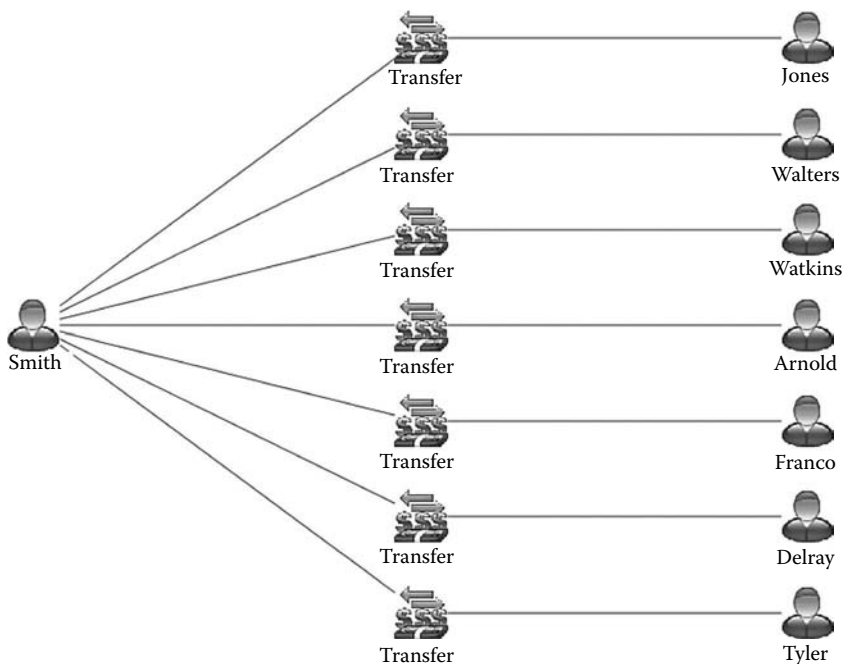 Transfer
Jones
Transfer
Walters
Transfer
Watkins
Smith
Transfer
Arnold
Transfer
Franco
Transfer
Delray
Transfer
Tyler